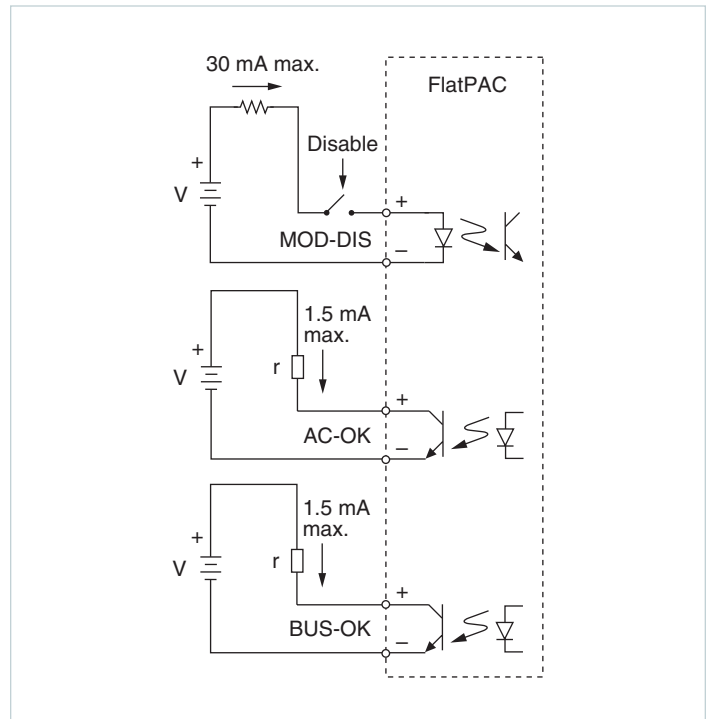 30 mA max.
FlatPAC
Disable
+
V
+
MOD-DIS
–
1.5 mA
max.
+
r
V
+
AC-OK
–
1.5 mA
max.
+
r
V
+
BUS-OK
–